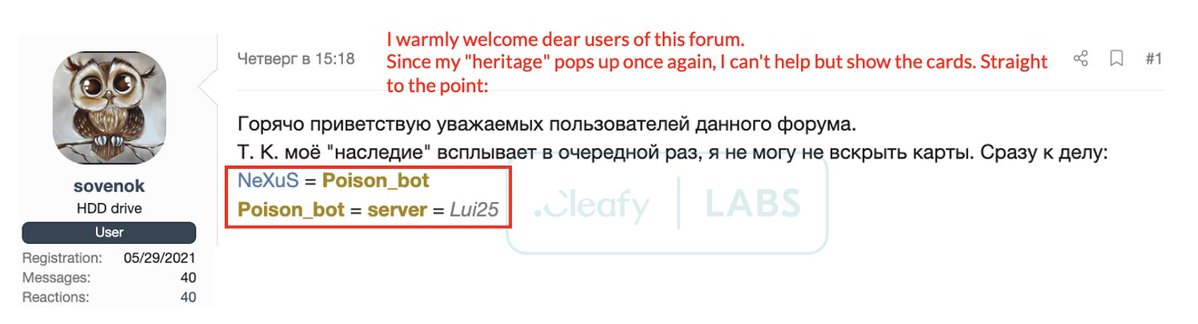 Четверг в 15:18
I warmly welcome dear users of this forum.
Since my "heritage" pops up once again, I can't help but show the cards. Straight
to the point:
#1
Горячо приветствую уважаемых пользователей данного форума.
Т. К. моё "наследие" всплывает в очередной раз, я не могу не вскрыть карты. Сразу к делу:
NeXuS = Poison_bot
Poison_bot = server = Lui25
sovenok
HDD drive
User
Registration: 05/29/2021
Messages: 40
Reactions: 40
.Cleafy | LABS